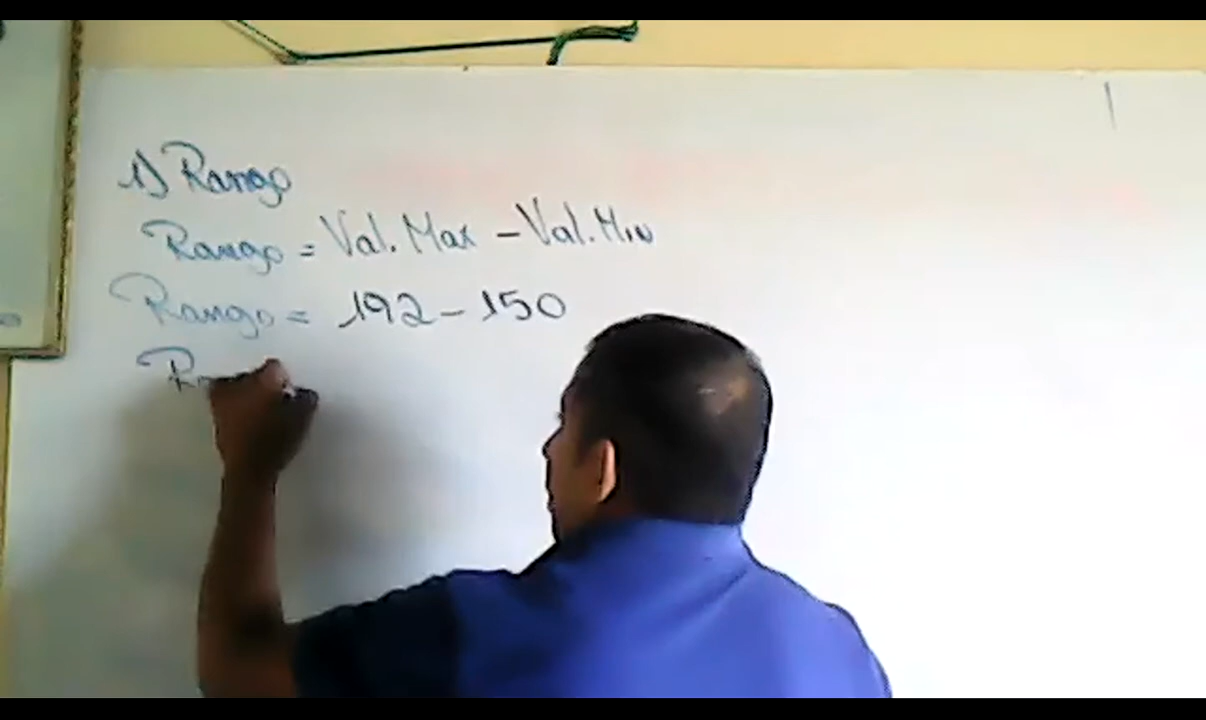 1) Rango
Rango = Val. Max - Val. Min
Rango = 192 - 150